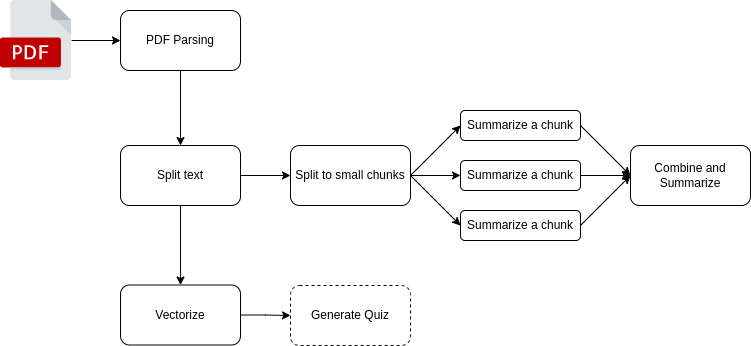 PDF
PDF Parsing
Split text
Split to small chunks
Summarize a chunk
Summarize a chunk
Summarize a chunk
Combine and
Summarize
Vectorize
Generate Quiz